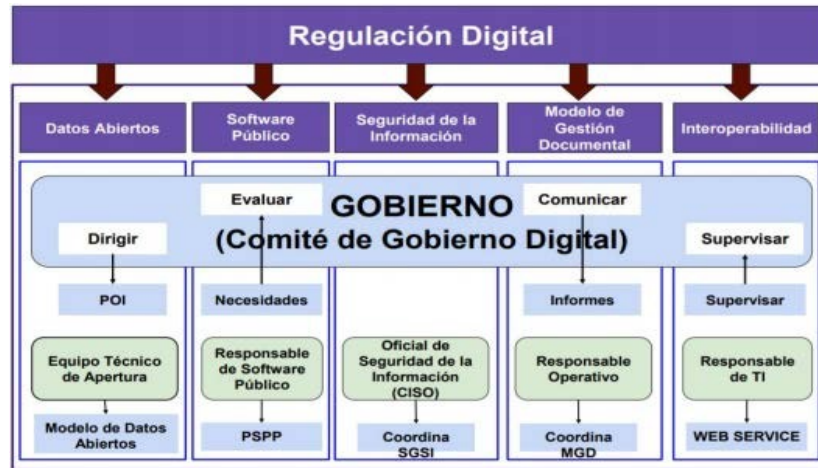 Regulación Digital
Datos Abiertos
Software
Público
Seguridad de la
Información
Modelo de
Gestión
Documental
Interoperabilidad
Evaluar
Comunicar
GOBIERNO
(Comité de Gobierno Digital)
Dirigir
Supervisar
POI
Necesidades
Informes
Supervisar
Equipo Técnico
de Apertura
Responsable
de Software
Público
Oficial de
Seguridad de la
Información
(CISO)
Responsable
Operativo
Responsable
de TI
Modelo de Datos
Abiertos
PSPP
Coordina
SGSI
Coordina
MGD
WEB SERVICE